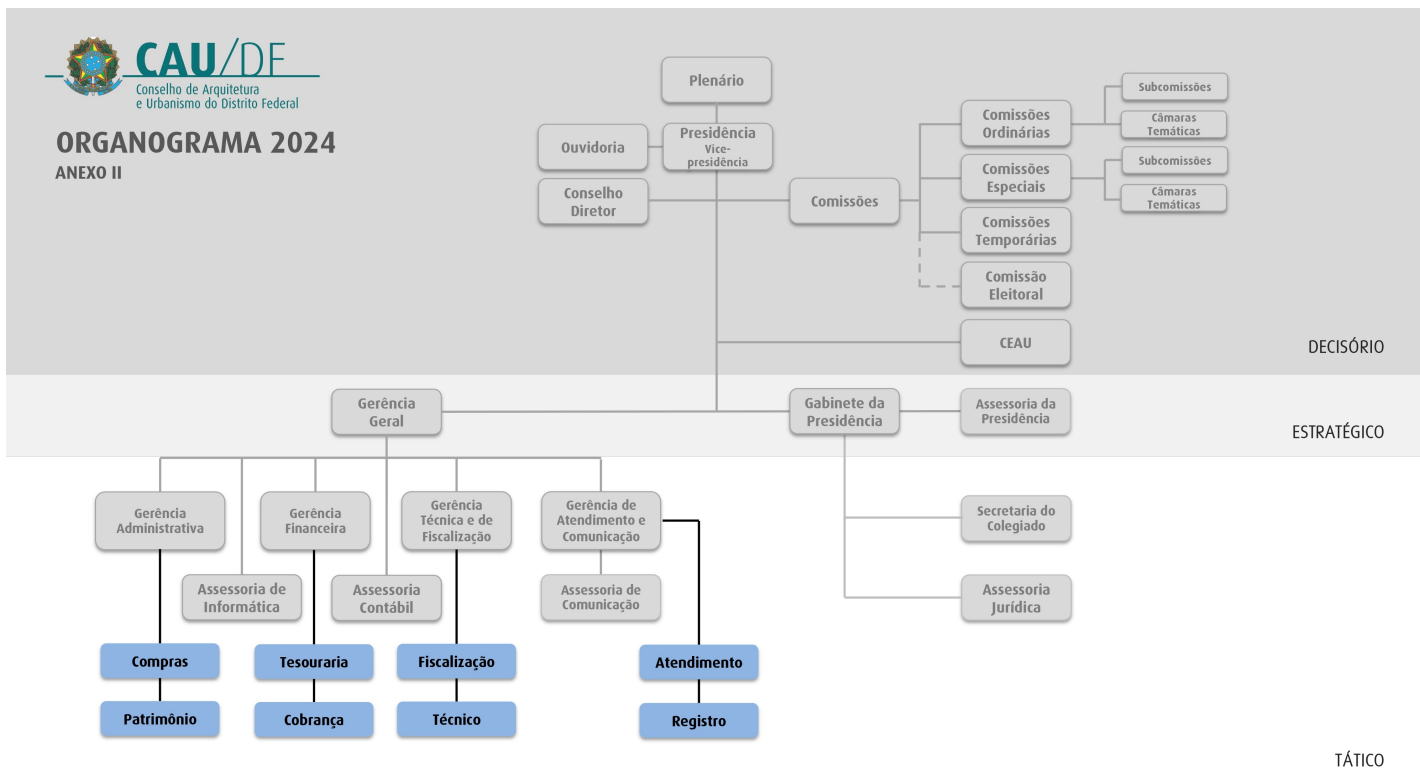 CAU/DF
Conselho de Arquitetura
e Urbanismo do Distrito Federal
ORGANOGRAMA 2024
ANEXO II
Plenário
Presidência
Vice-
presidência
Ouvidoria
Conselho
Diretor
Comissões
Comissões
Ordinárias
Subcomissões
Câmaras
Temáticas
Comissões
Especiais
Subcomissões
Câmaras
Temáticas
Comissões
Temporárias
Comissão
Eleitoral
CEAU
DECISÓRIO
Gerência
Geral
Gabinete da
Presidência
Assessoria da
Presidência
ESTRATÉGICO
Gerência
Administrativa
Gerência
Financeira
Gerência
Técnica e de
Fiscalização
Gerência de
Atendimento e
Comunicação
Secretaria do
Colegiado
Assessoria de
Informática
Assessoria
Contábil
Assessoria de
Comunicação
Assessoria
Jurídica
Compras
Tesouraria
Fiscalização
Atendimento
Patrimônio
Cobrança
Técnico
Registro
TÁTICO